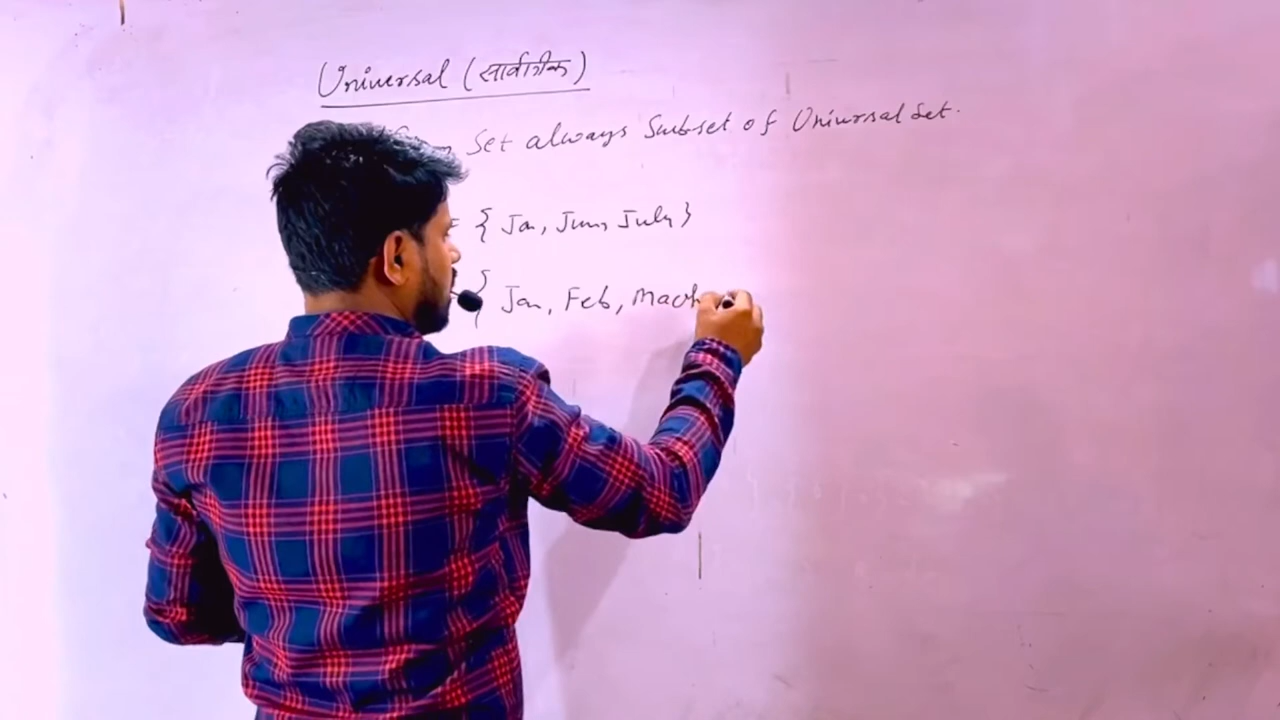 Universal (सार्वत्रीक)
Set always Subset of Universal Set.
= { Jan, June, July }
{ Jan, Feb, March